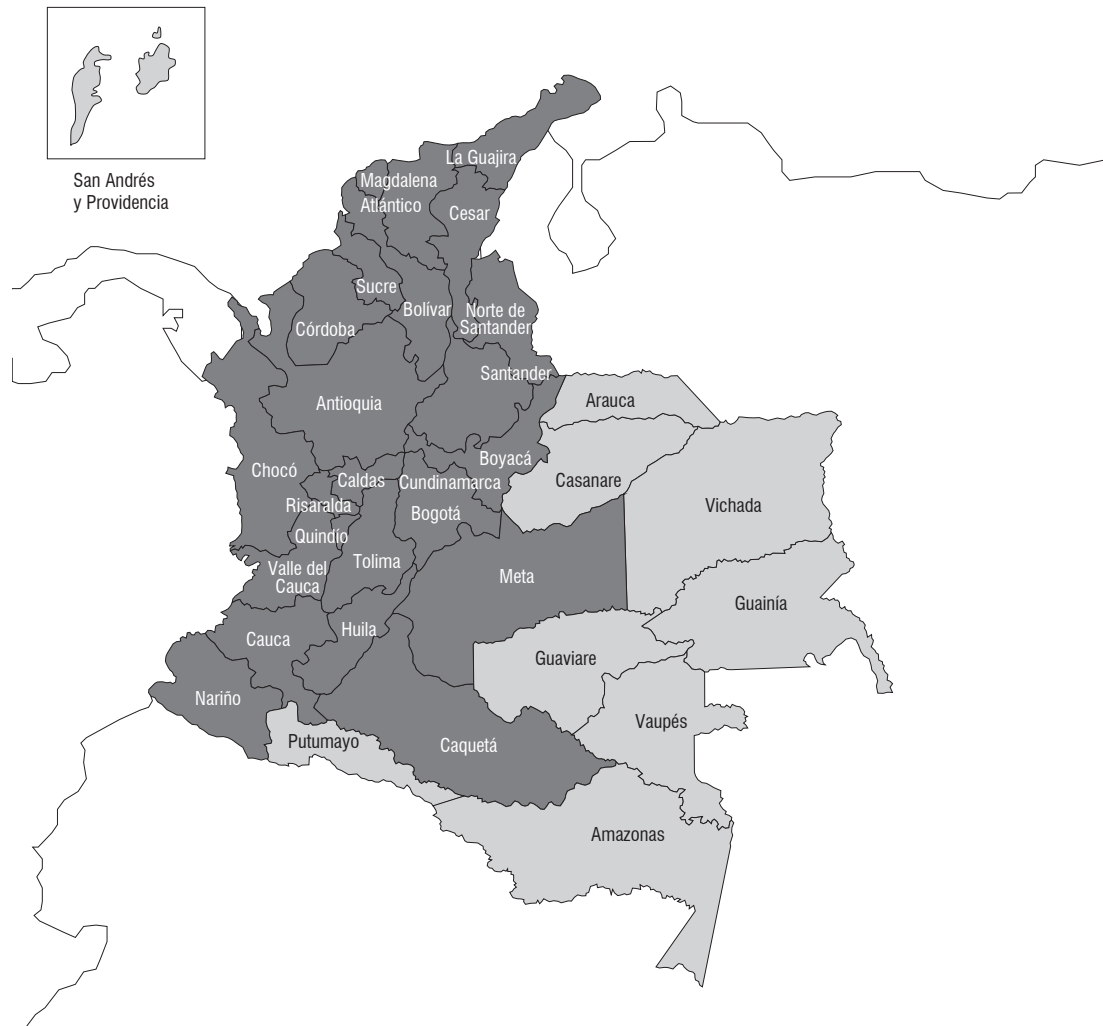 San Andrés
y Providencia
La Guajira
Magdalena
Atlántico
Cesar
Sucre
Bolívar
Norte de
Santander
Córdoba
Santander
Antioquia
Arauca
Boyacá
Chocó
Caldas
Cundinamarca
Casanare
Risaralda
Bogotá
Vichada
Quindío
Tolima
Valle del
Cauca
Meta
Guainía
Huila
Cauca
Guaviare
Nariño
Vaupés
Putumayo
Caquetá
Amazonas